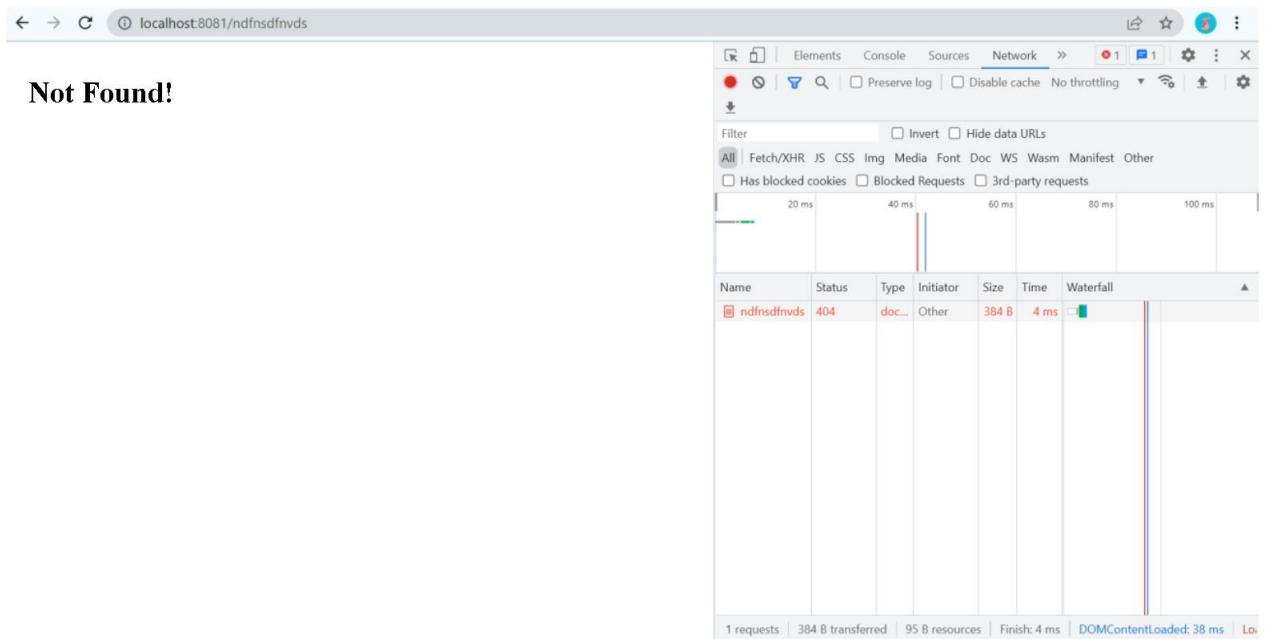 localhost:8081/ndfnsdfnvds
Not Found!
Elements Console Sources Network » 1 1
Preserve log Disable cache No throttling
Filter Invert Hide data URLs
All Fetch/XHR JS CSS Img Media Font Doc WS Wasm Manifest Other
Has blocked cookies Blocked Requests 3rd-party requests
20 ms 40 ms 60 ms 80 ms 100 ms
Name Status Type Initiator Size Time Waterfall
ndfnsdfnvds 404 doc... Other 384 B 4 ms
1 requests 384 B transferred 95 B resources Finish: 4 ms DOMContentLoaded: 38 ms